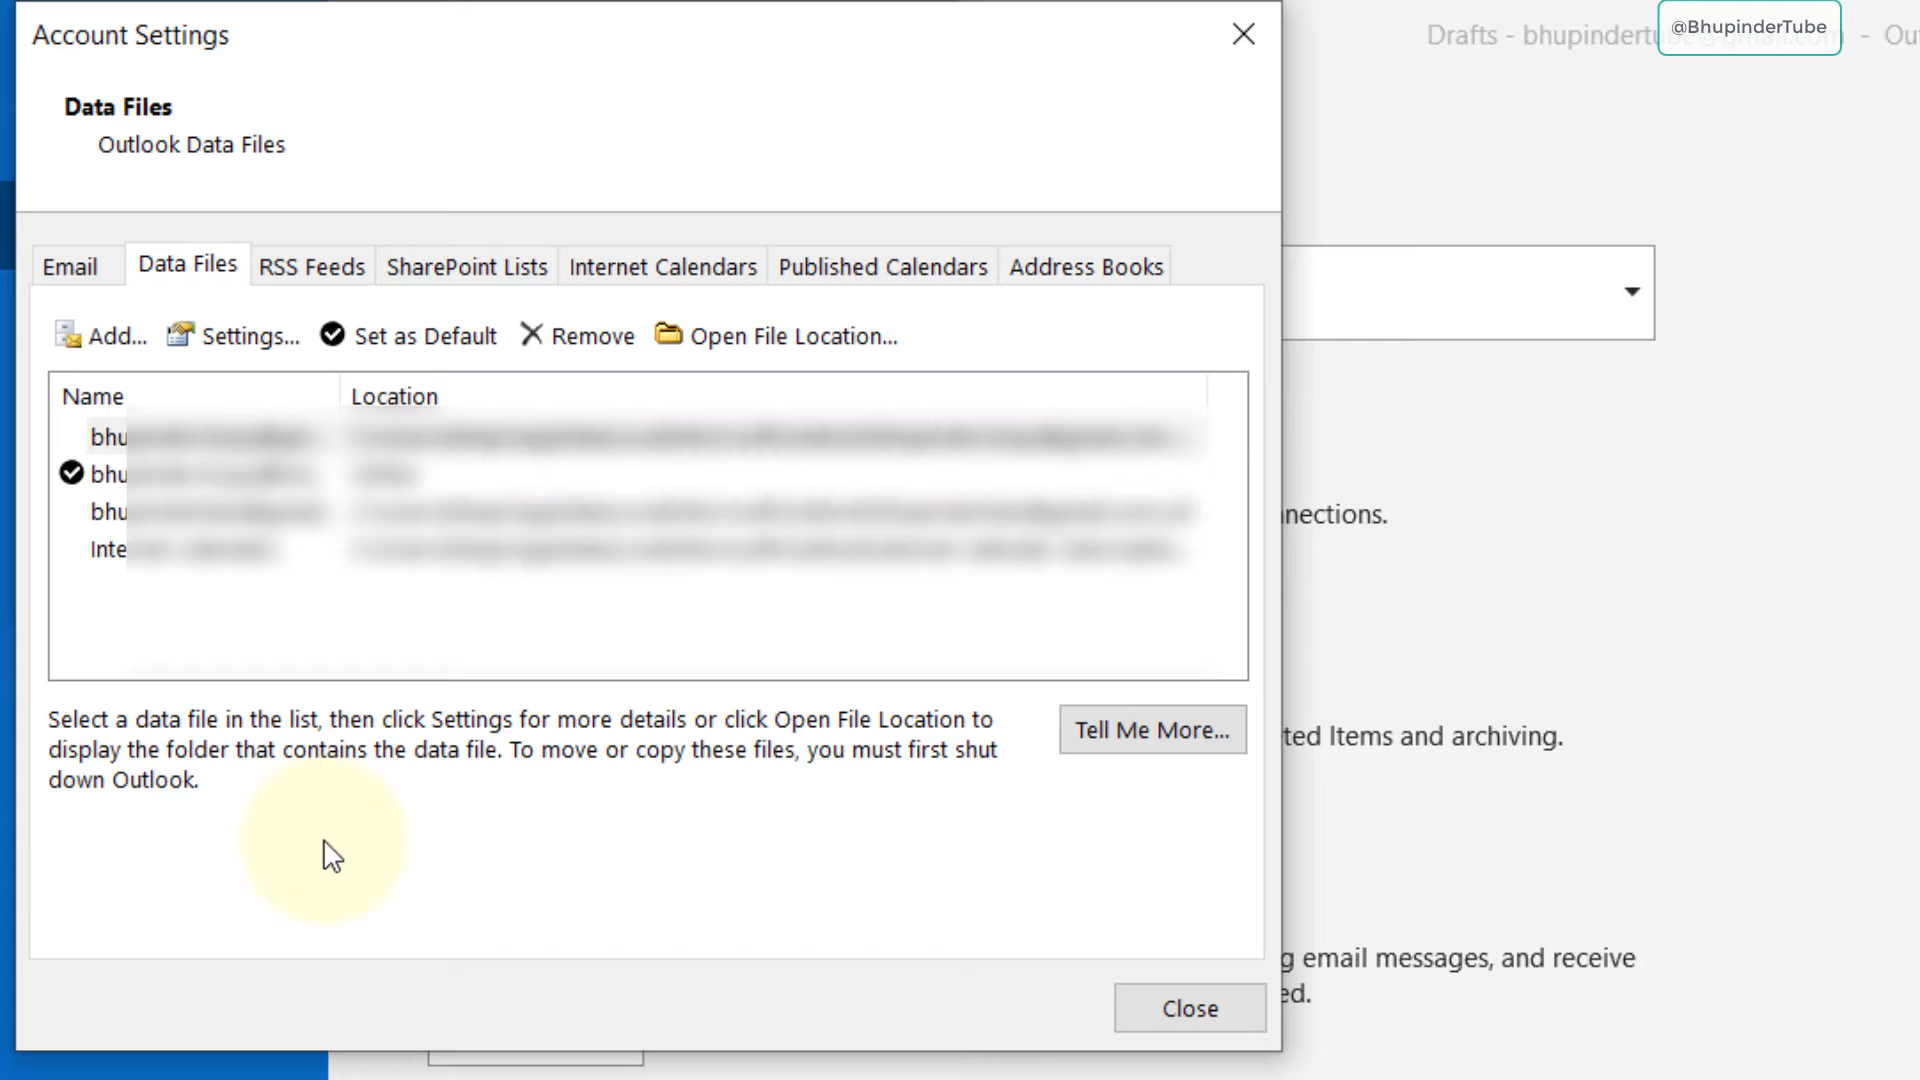 Account Settings
Drafts - bhupindertu
@BhupinderTube
- Ou
Data Files
Outlook Data Files
Email
Data Files
RSS Feeds
SharePoint Lists
Internet Calendars
Published Calendars
Address Books
Add...
Settings...
Set as Default
Remove
Open File Location...
Name
Location
bhu
bhu
bhu
Inte
nnections.
Select a data file in the list, then click Settings for more details or click Open File Location to
display the folder that contains the data file. To move or copy these files, you must first shut
down Outlook.
Tell Me More...
ted Items and archiving.
g email messages, and receive
ed.
Close